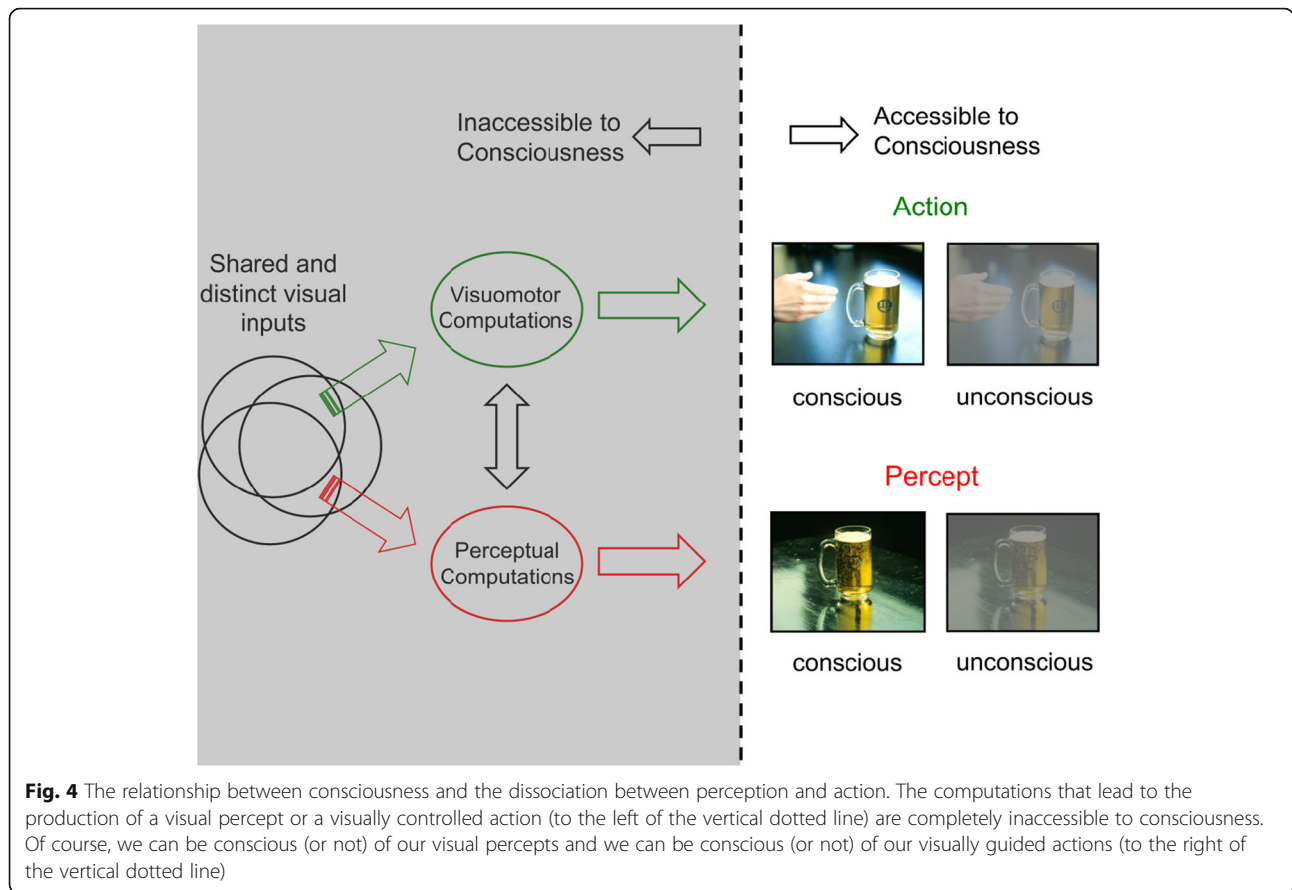 Inaccessible to
Consciousness
Accessible to
Consciousness
Action
Shared and
distinct visual
inputs
Visuomotor
Computations
conscious
unconscious
Percept
Perceptual
Computations
conscious
unconscious
Fig. 4 The relationship between consciousness and the dissociation between perception and action. The computations that lead to the
production of a visual percept or a visually controlled action (to the left of the vertical dotted line) are completely inaccessible to consciousness.
Of course, we can be conscious (or not) of our visual percepts and we can be conscious (or not) of our visually guided actions (to the right of
the vertical dotted line)